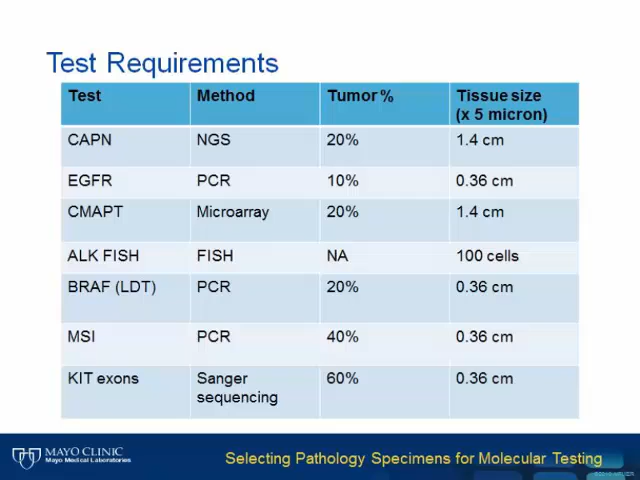 Test Requirements
Test Method Tumor % Tissue size
(x 5 micron)
CAPN NGS 20% 1.4 cm
EGFR PCR 10% 0.36 cm
CMAPT Microarray 20% 1.4 cm
ALK FISH FISH NA 100 cells
BRAF (LDT) PCR 20% 0.36 cm
MSI PCR 40% 0.36 cm
KIT exons Sanger 60% 0.36 cm
sequencing
MAYO CLINIC
Mayo Medical Laboratories
Selecting Pathology Specimens for Molecular Testing